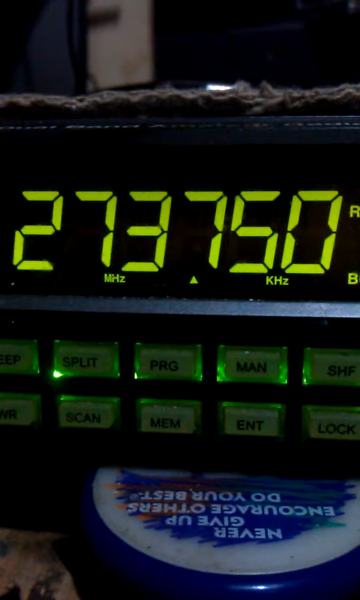 273750
R
MHz ▲ KHz B
EEP SPLIT PRG MAN SHF
WR SCAN MEM ENT LOCK
NEVER
GIVE UP
ENCOURAGE OTHERS
DO YOUR BEST.